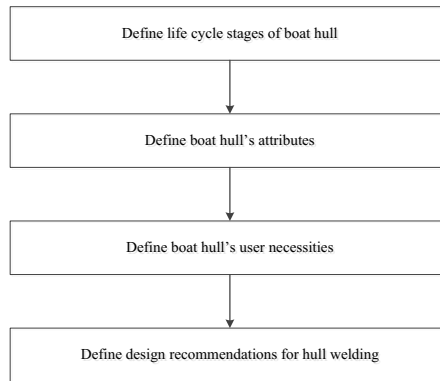 Define life cycle stages of boat hull
Define boat hull's attributes
Define boat hull's user necessities
Define design recommendations for hull welding